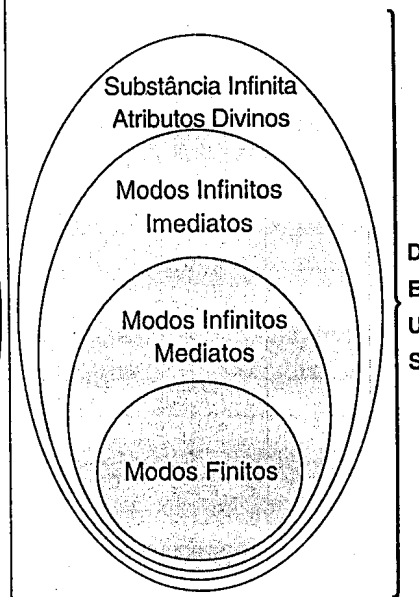 Substância Infinita
Atributos Divinos
Modos Infinitos
Imediatos
Modos Infinitos
Mediatos
Modos Finitos
D
E
U
S